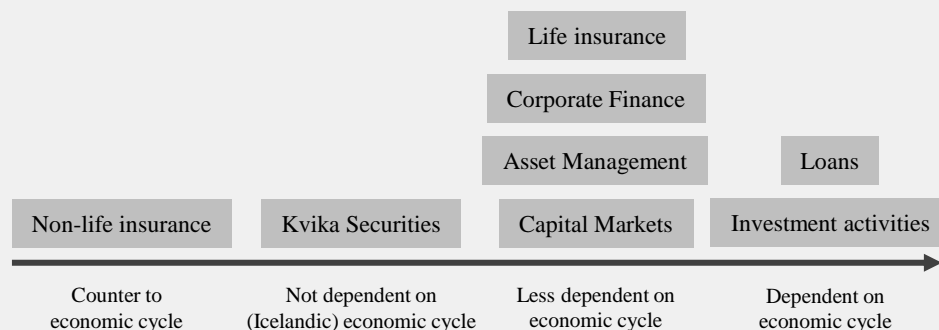 Life insurance
Corporate Finance
Asset Management
Loans
Non-life insurance
Kvika Securities
Capital Markets
Investment activities
Counter to
economic cycle
Not dependent on
(Icelandic) economic cycle
Less dependent on
economic cycle
Dependent on
economic cycle